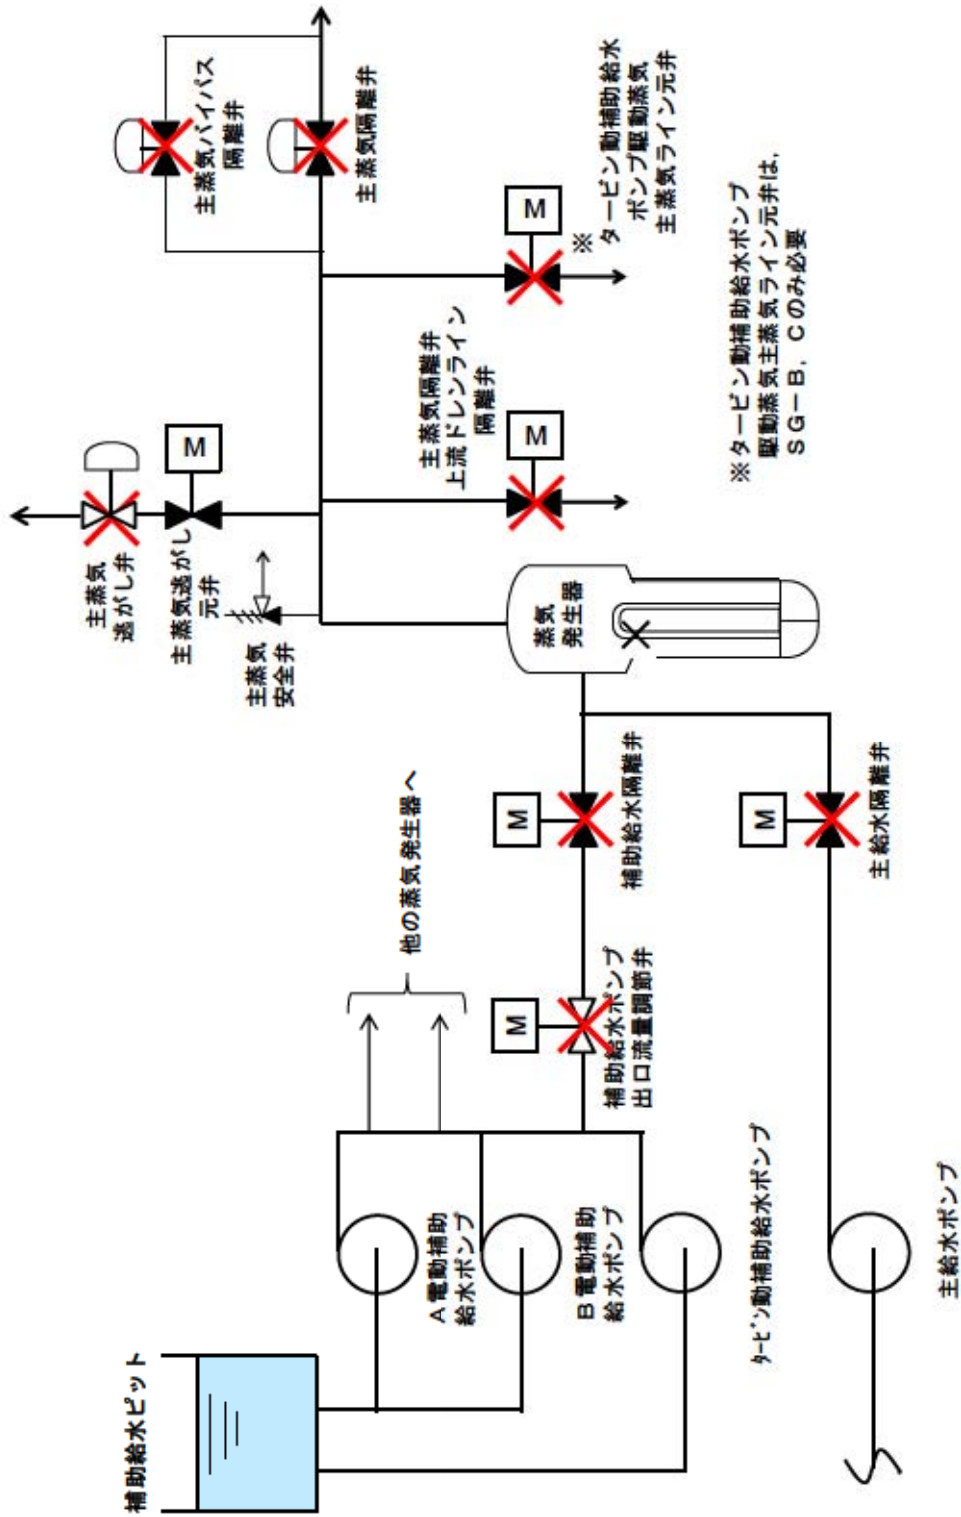 補助給水ピット
A電動補助
給水ポンプ
B電動補助
給水ポンプ
ﾀｰﾋﾞﾝ動補助給水ポンプ
主給水ポンプ
他の蒸気発生器へ
M
補助給水ポンプ
出口流量調節弁
M
補助給水隔離弁
M
主給水隔離弁
蒸気
発生器
主蒸気
逃がし弁
M
主蒸気逃がし
元弁
主蒸気
安全弁
主蒸気隔離弁
上流ドレンライン
隔離弁
M
主蒸気バイパス
隔離弁
主蒸気隔離弁
M
※
タービン動補助給水
ポンプ駆動蒸気
主蒸気ライン元弁
※タービン動補助給水ポンプ
駆動蒸気主蒸気ライン元弁は，
SG－B，Cのみ必要